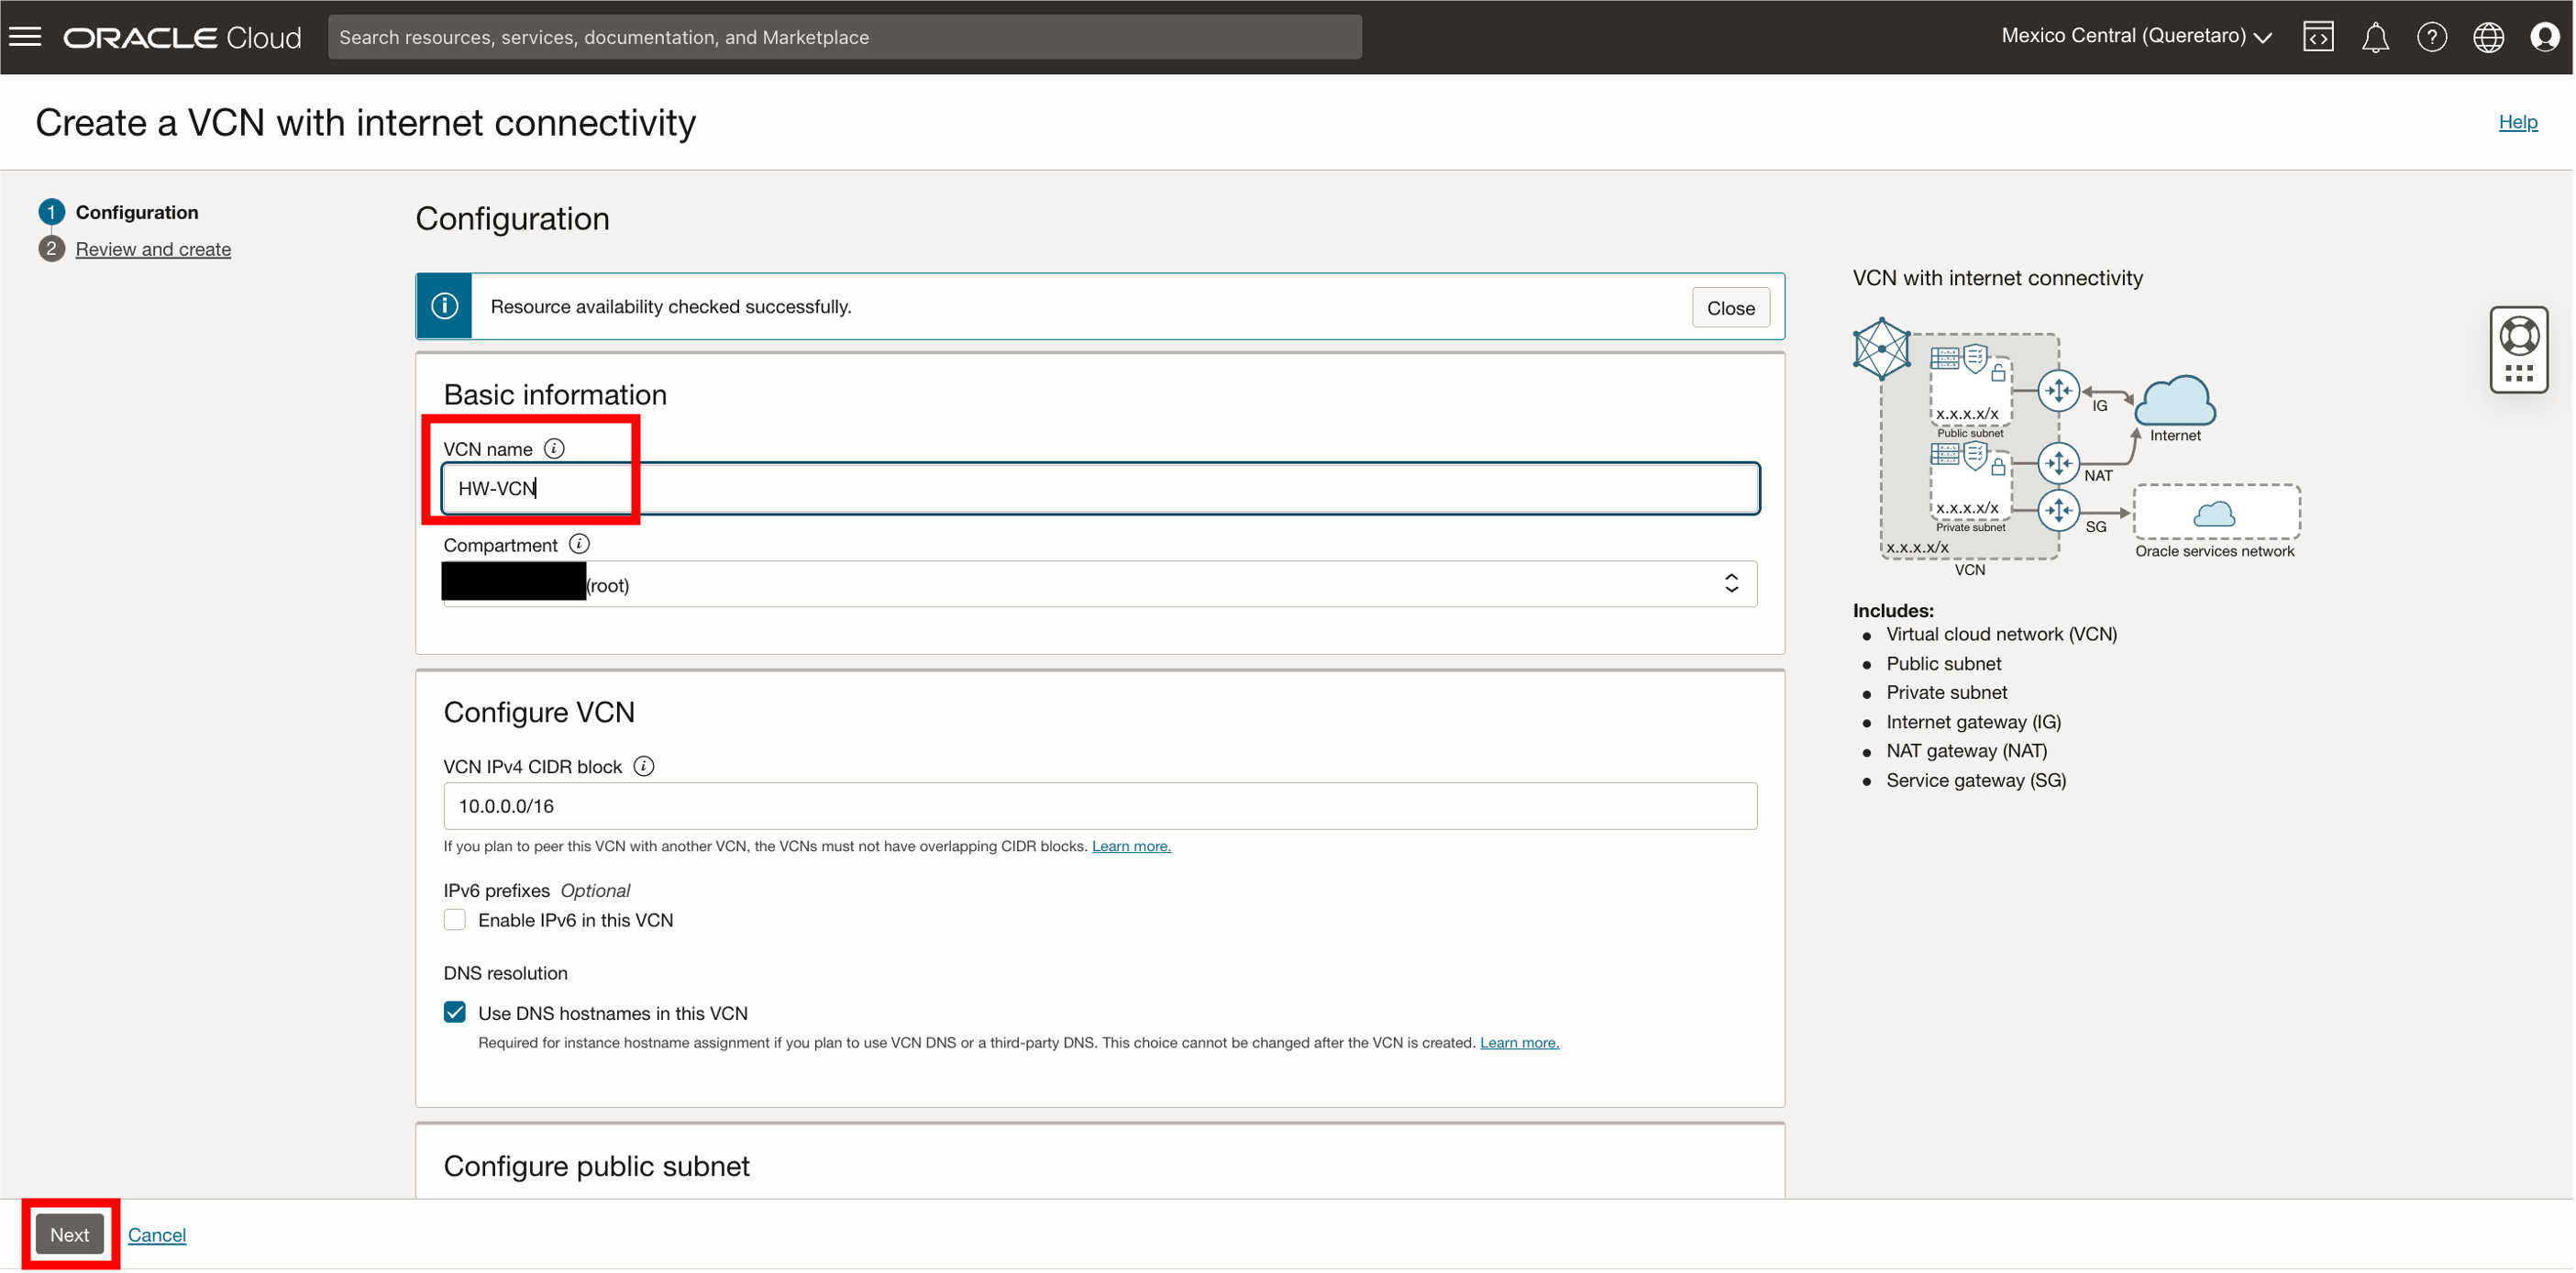 ORACLE Cloud
Search resources, services, documentation, and Marketplace
Mexico Central (Queretaro)
Create a VCN with internet connectivity
Help
1 Configuration
2 Review and create
Configuration
Resource availability checked successfully.
Close
Basic information
VCN name
HW-VCN
Compartment
(root)
Configure VCN
VCN IPv4 CIDR block
10.0.0.0/16
If you plan to peer this VCN with another VCN, the VCNs must not have overlapping CIDR blocks. Learn more.
IPv6 prefixes Optional
Enable IPv6 in this VCN
DNS resolution
Use DNS hostnames in this VCN
Required for instance hostname assignment if you plan to use VCN DNS or a third-party DNS. This choice cannot be changed after the VCN is created. Learn more.
Configure public subnet
Next
Cancel
VCN with internet connectivity
x.x.x.x/x
Public subnet
IG
Internet
NAT
x.x.x.x/x
Private subnet
SG
x.x.x.x/x
Oracle services network
VCN
Includes:
Virtual cloud network (VCN)
Public subnet
Private subnet
Internet gateway (IG)
NAT gateway (NAT)
Service gateway (SG)